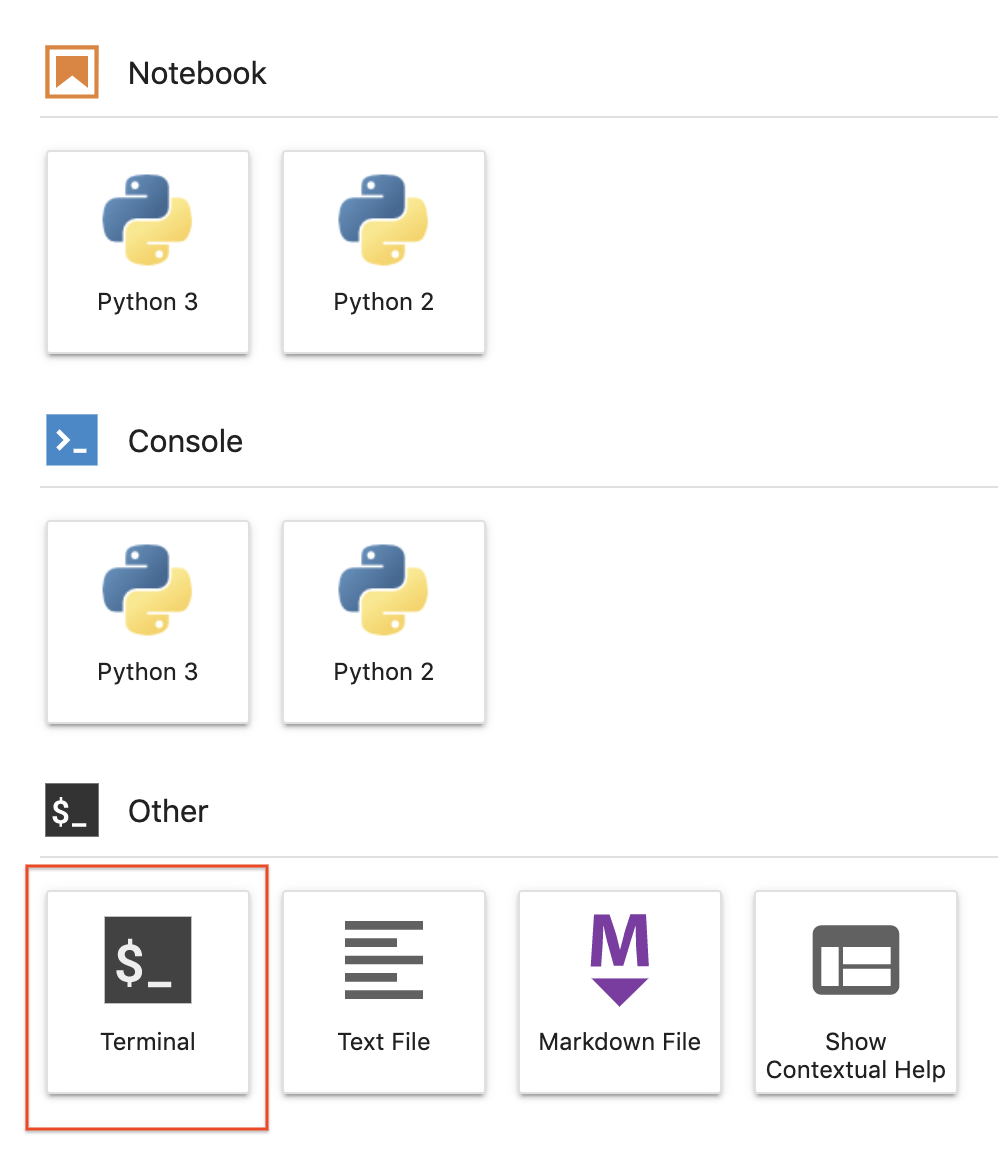 Notebook
Python 3
Python 2
>_
Console
Python 3
Python 2
$_
Other
$_
Terminal
Text File
M
Markdown File
Show
Contextual Help